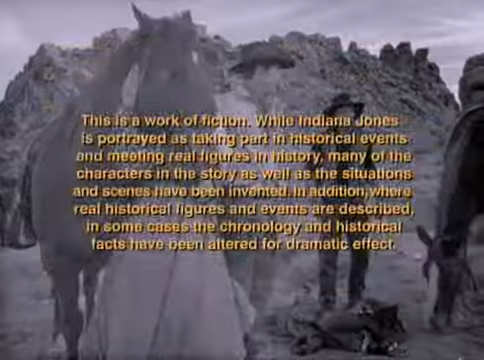 This is a work of fiction. While Indiana Jones
is portrayed as taking part in historical events
and meeting real figures in history, many of the
characters in the story as well as the situations
and scenes have been invented. In addition, where
real historical figures and events are described,
in some cases the chronology and historical
facts have been altered for dramatic effect.